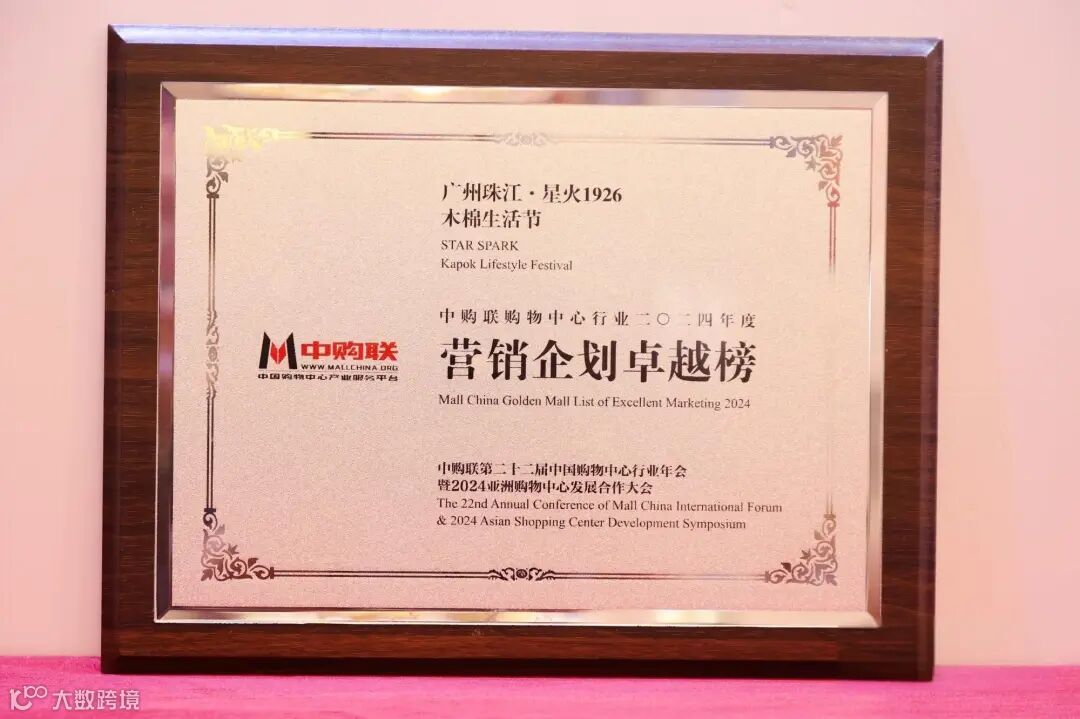 广州珠江·星火1926
木棉生活节
STAR SPARK
Kapok Lifestyle Festival
中购联购物中心行业二〇二四年度
营销企划卓越榜
Mall China Golden Mall List of Excellent Marketing 2024
中购联
WWW.MALLCHINA.ORG
中国购物中心产业服务平台
中购联第二十二届中国购物中心行业年会
暨2024亚洲购物中心发展合作大会
The 22nd Annual Conference of Mall China International Forum
& 2024 Asian Shopping Center Development Symposium
大数跨境